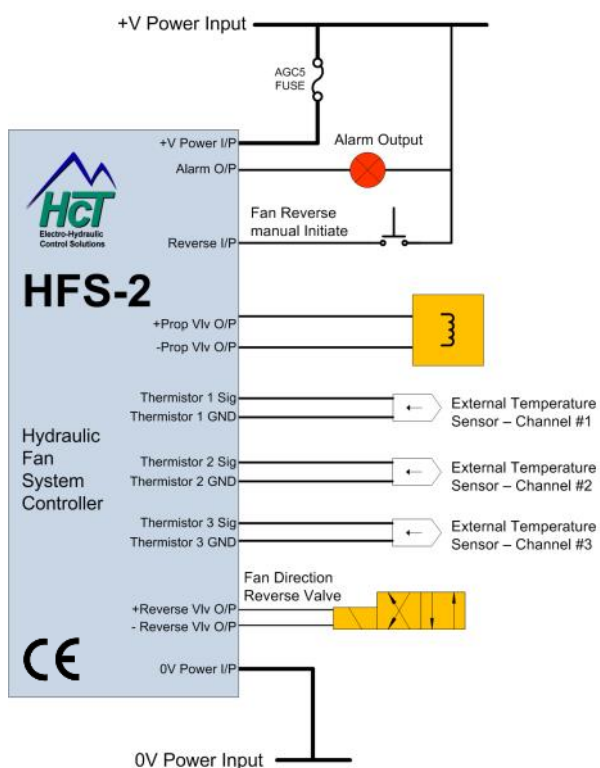 +V Power Input
AGC5
FUSE
+V Power I/P
Alarm Output
Alarm O/P
HCT
Electro-Hydraulic
Control Solutions
Fan Reverse
manual Initiate
Reverse I/P
HFS-2
+Prop Vlv O/P
-Prop Vlv O/P
Thermistor 1 Sig
Thermistor 1 GND
External Temperature
Sensor – Channel #1
Hydraulic
Fan
System
Controller
Thermistor 2 Sig
Thermistor 2 GND
External Temperature
Sensor – Channel #2
Thermistor 3 Sig
Thermistor 3 GND
External Temperature
Sensor – Channel #3
Fan Direction
Reverse Valve
+Reverse Vlv O/P
- Reverse Vlv O/P
CE
0V Power I/P
0V Power Input